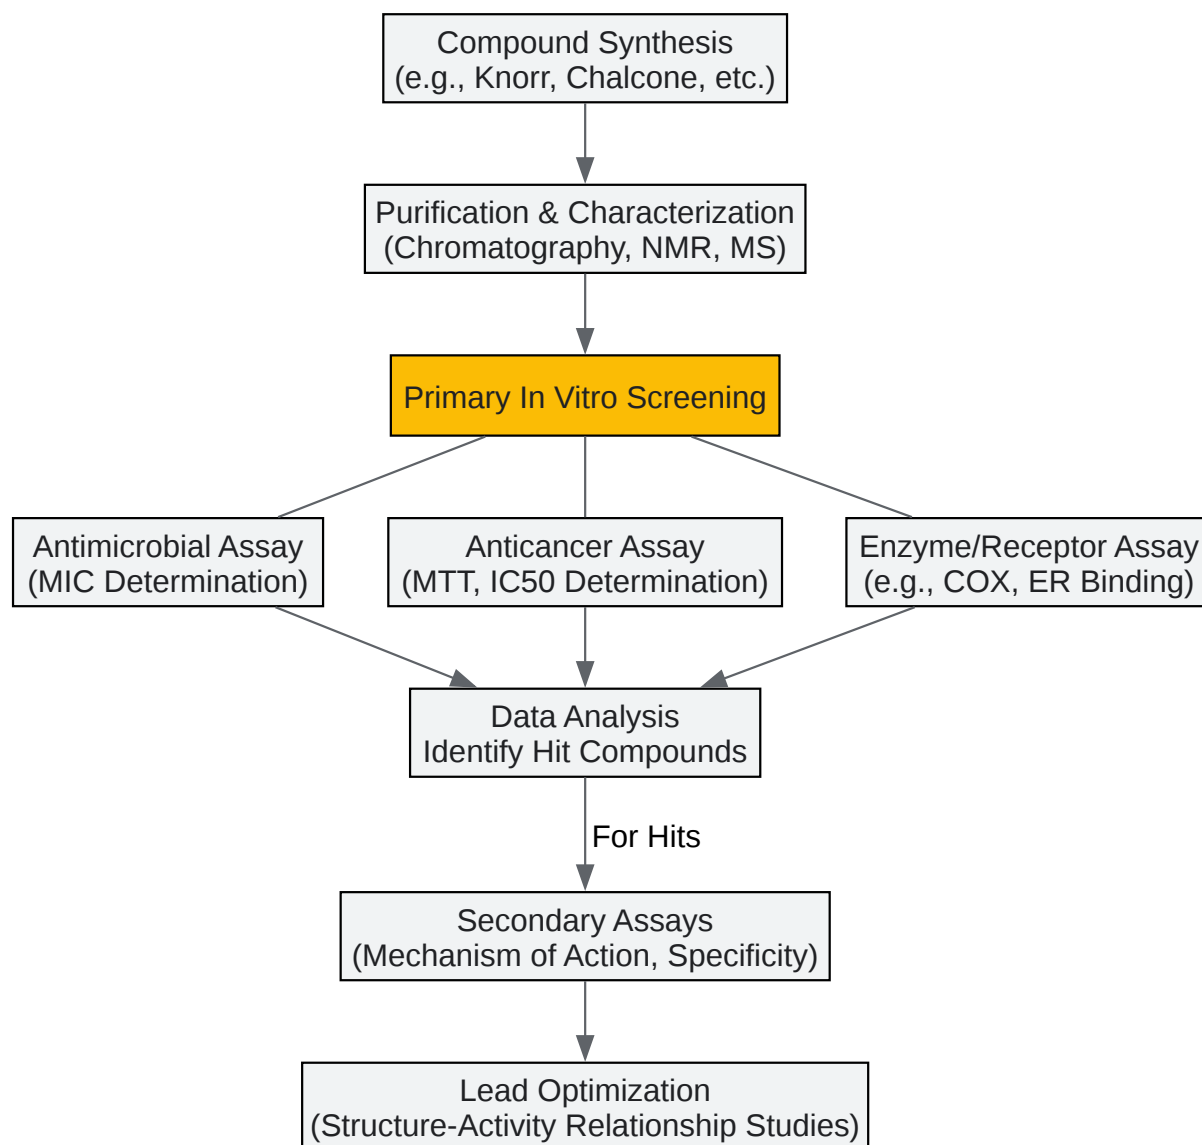 Compound Synthesis
(e.g., Knorr, Chalcone, etc.)
Purification & Characterization
(Chromatography, NMR, MS)
Primary In Vitro Screening
Antimicrobial Assay
(MIC Determination)
Anticancer Assay
(MTT, IC50 Determination)
Enzyme/Receptor Assay
(e.g., COX, ER Binding)
Data Analysis
Identify Hit Compounds
For Hits
Secondary Assays
(Mechanism of Action, Specificity)
Lead Optimization
(Structure-Activity Relationship Studies)